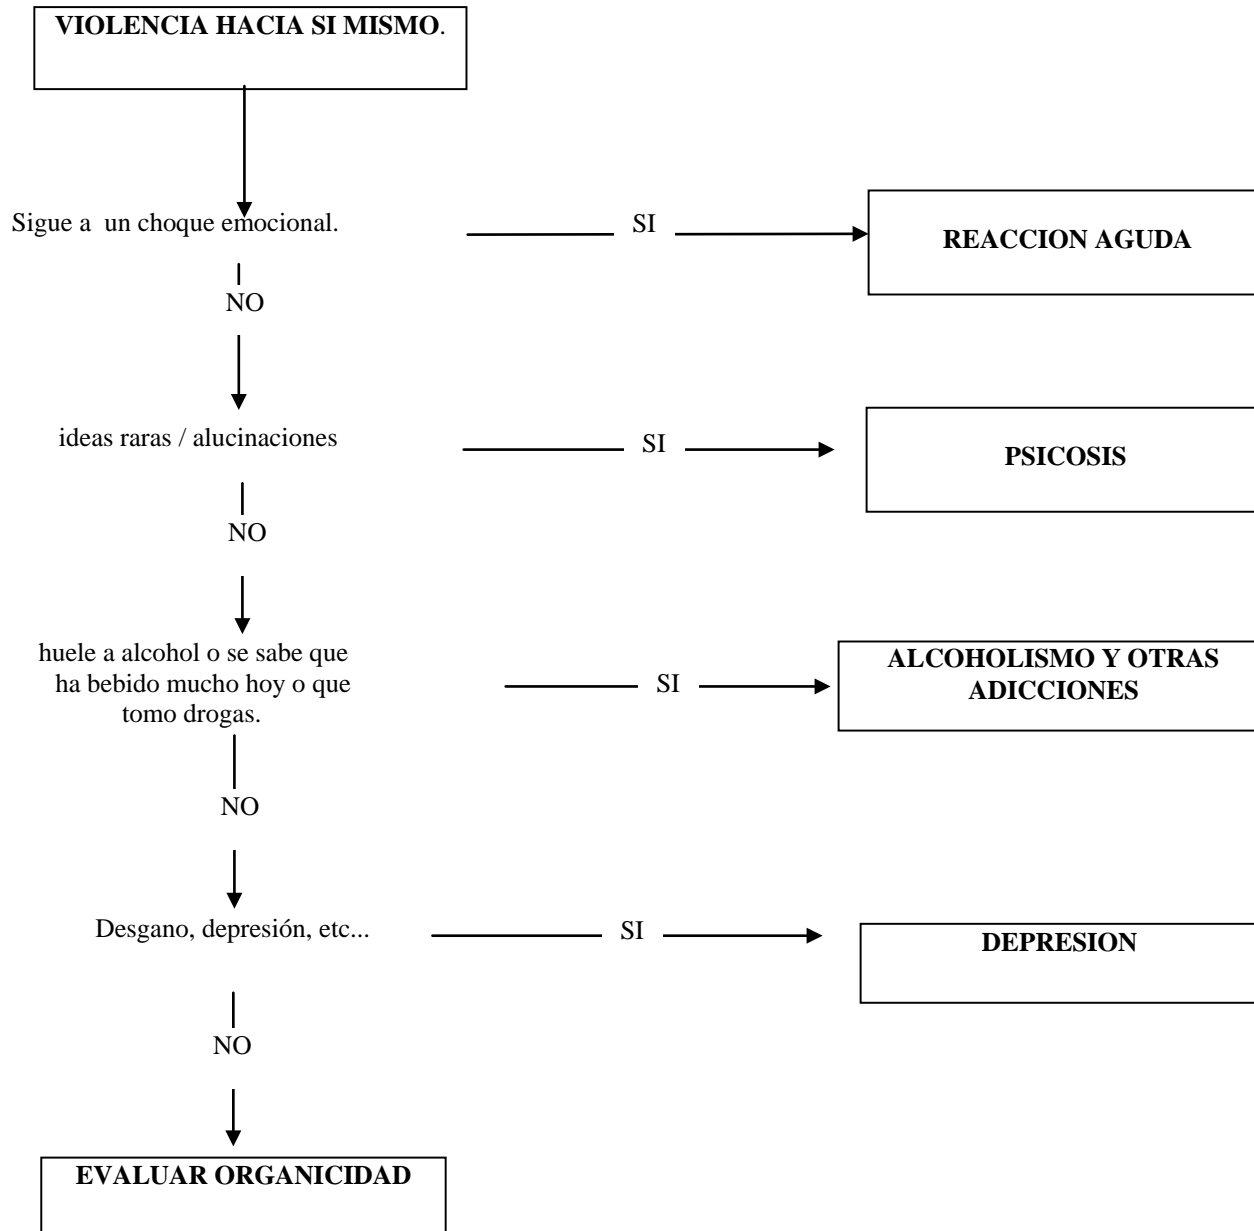 VIOLENCIA HACIA SI MISMO.
Sigue a  un choque emocional.
SI
REACCION AGUDA
NO
ideas raras / alucinaciones
SI
PSICOSIS
NO
huele a alcohol o se sabe que
ha bebido mucho hoy o que
tomo drogas.
SI
ALCOHOLISMO Y OTRAS
ADICCIONES
NO
Desgano, depresión, etc...
SI
DEPRESION
NO
EVALUAR ORGANICIDAD